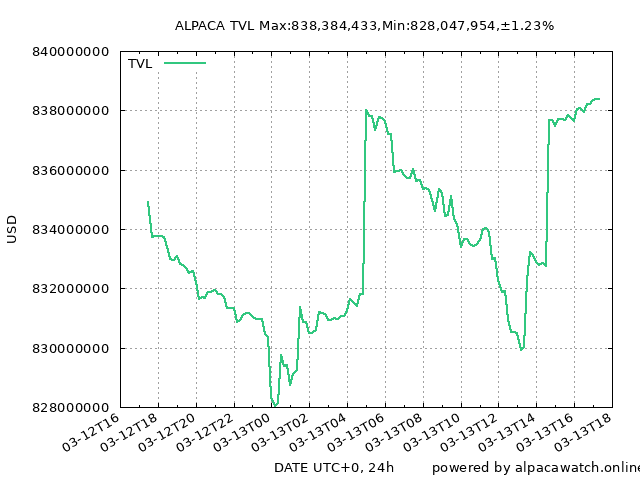 ALPACA TVL Max:838,384,433,Min:828,047,954,±1.23%
840000000
TVL
838000000
836000000
834000000
USD
832000000
830000000
828000000
03-12T16 03-12T18 03-12T20 03-12T22 03-13T00 03-13T02 03-13T04 03-13T06 03-13T08 03-13T10 03-13T12 03-13T14 03-13T16 03-13T18
DATE UTC+0, 24h powered by alpacawatch.online